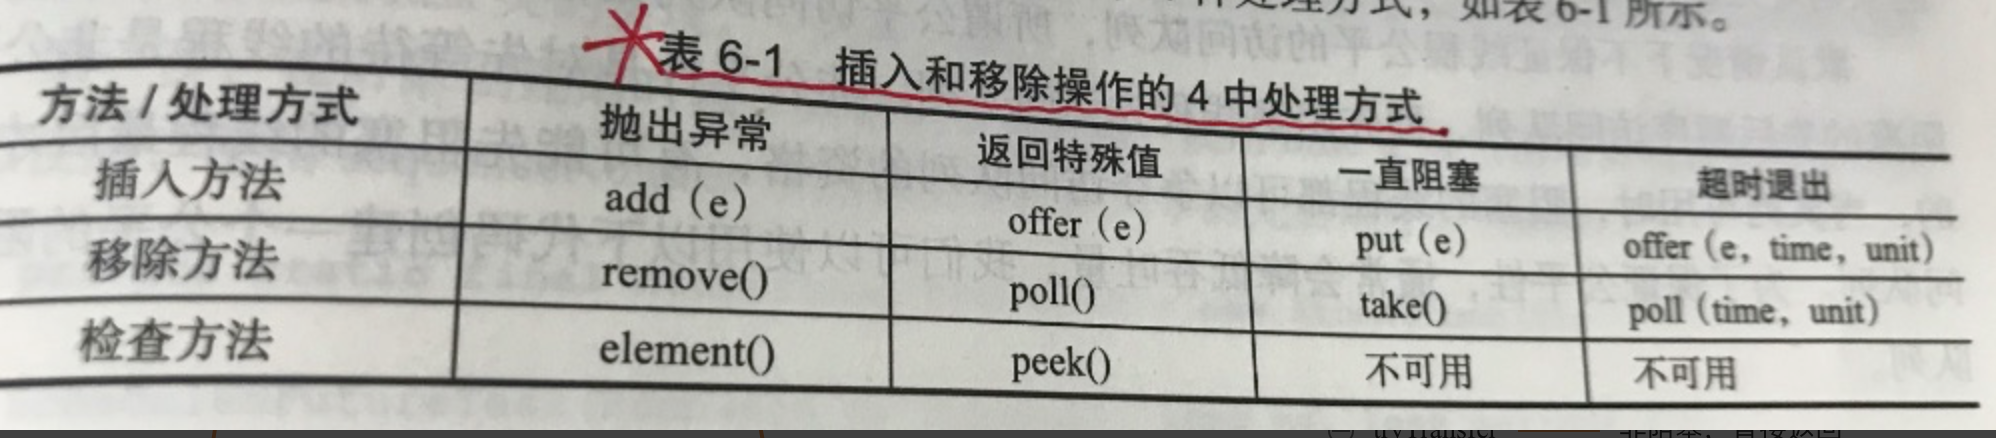 处理方式，如表 6-1 所示。
表 6-1 插入和移除操作的 4 中处理方式
方法 / 处理方式 抛出异常 返回特殊值 一直阻塞 超时退出
插入方法 add（e） offer（e） put（e） offer（e，time，unit）
移除方法 remove() poll() take() poll（time，unit）
检查方法 element() peek() 不可用 不可用